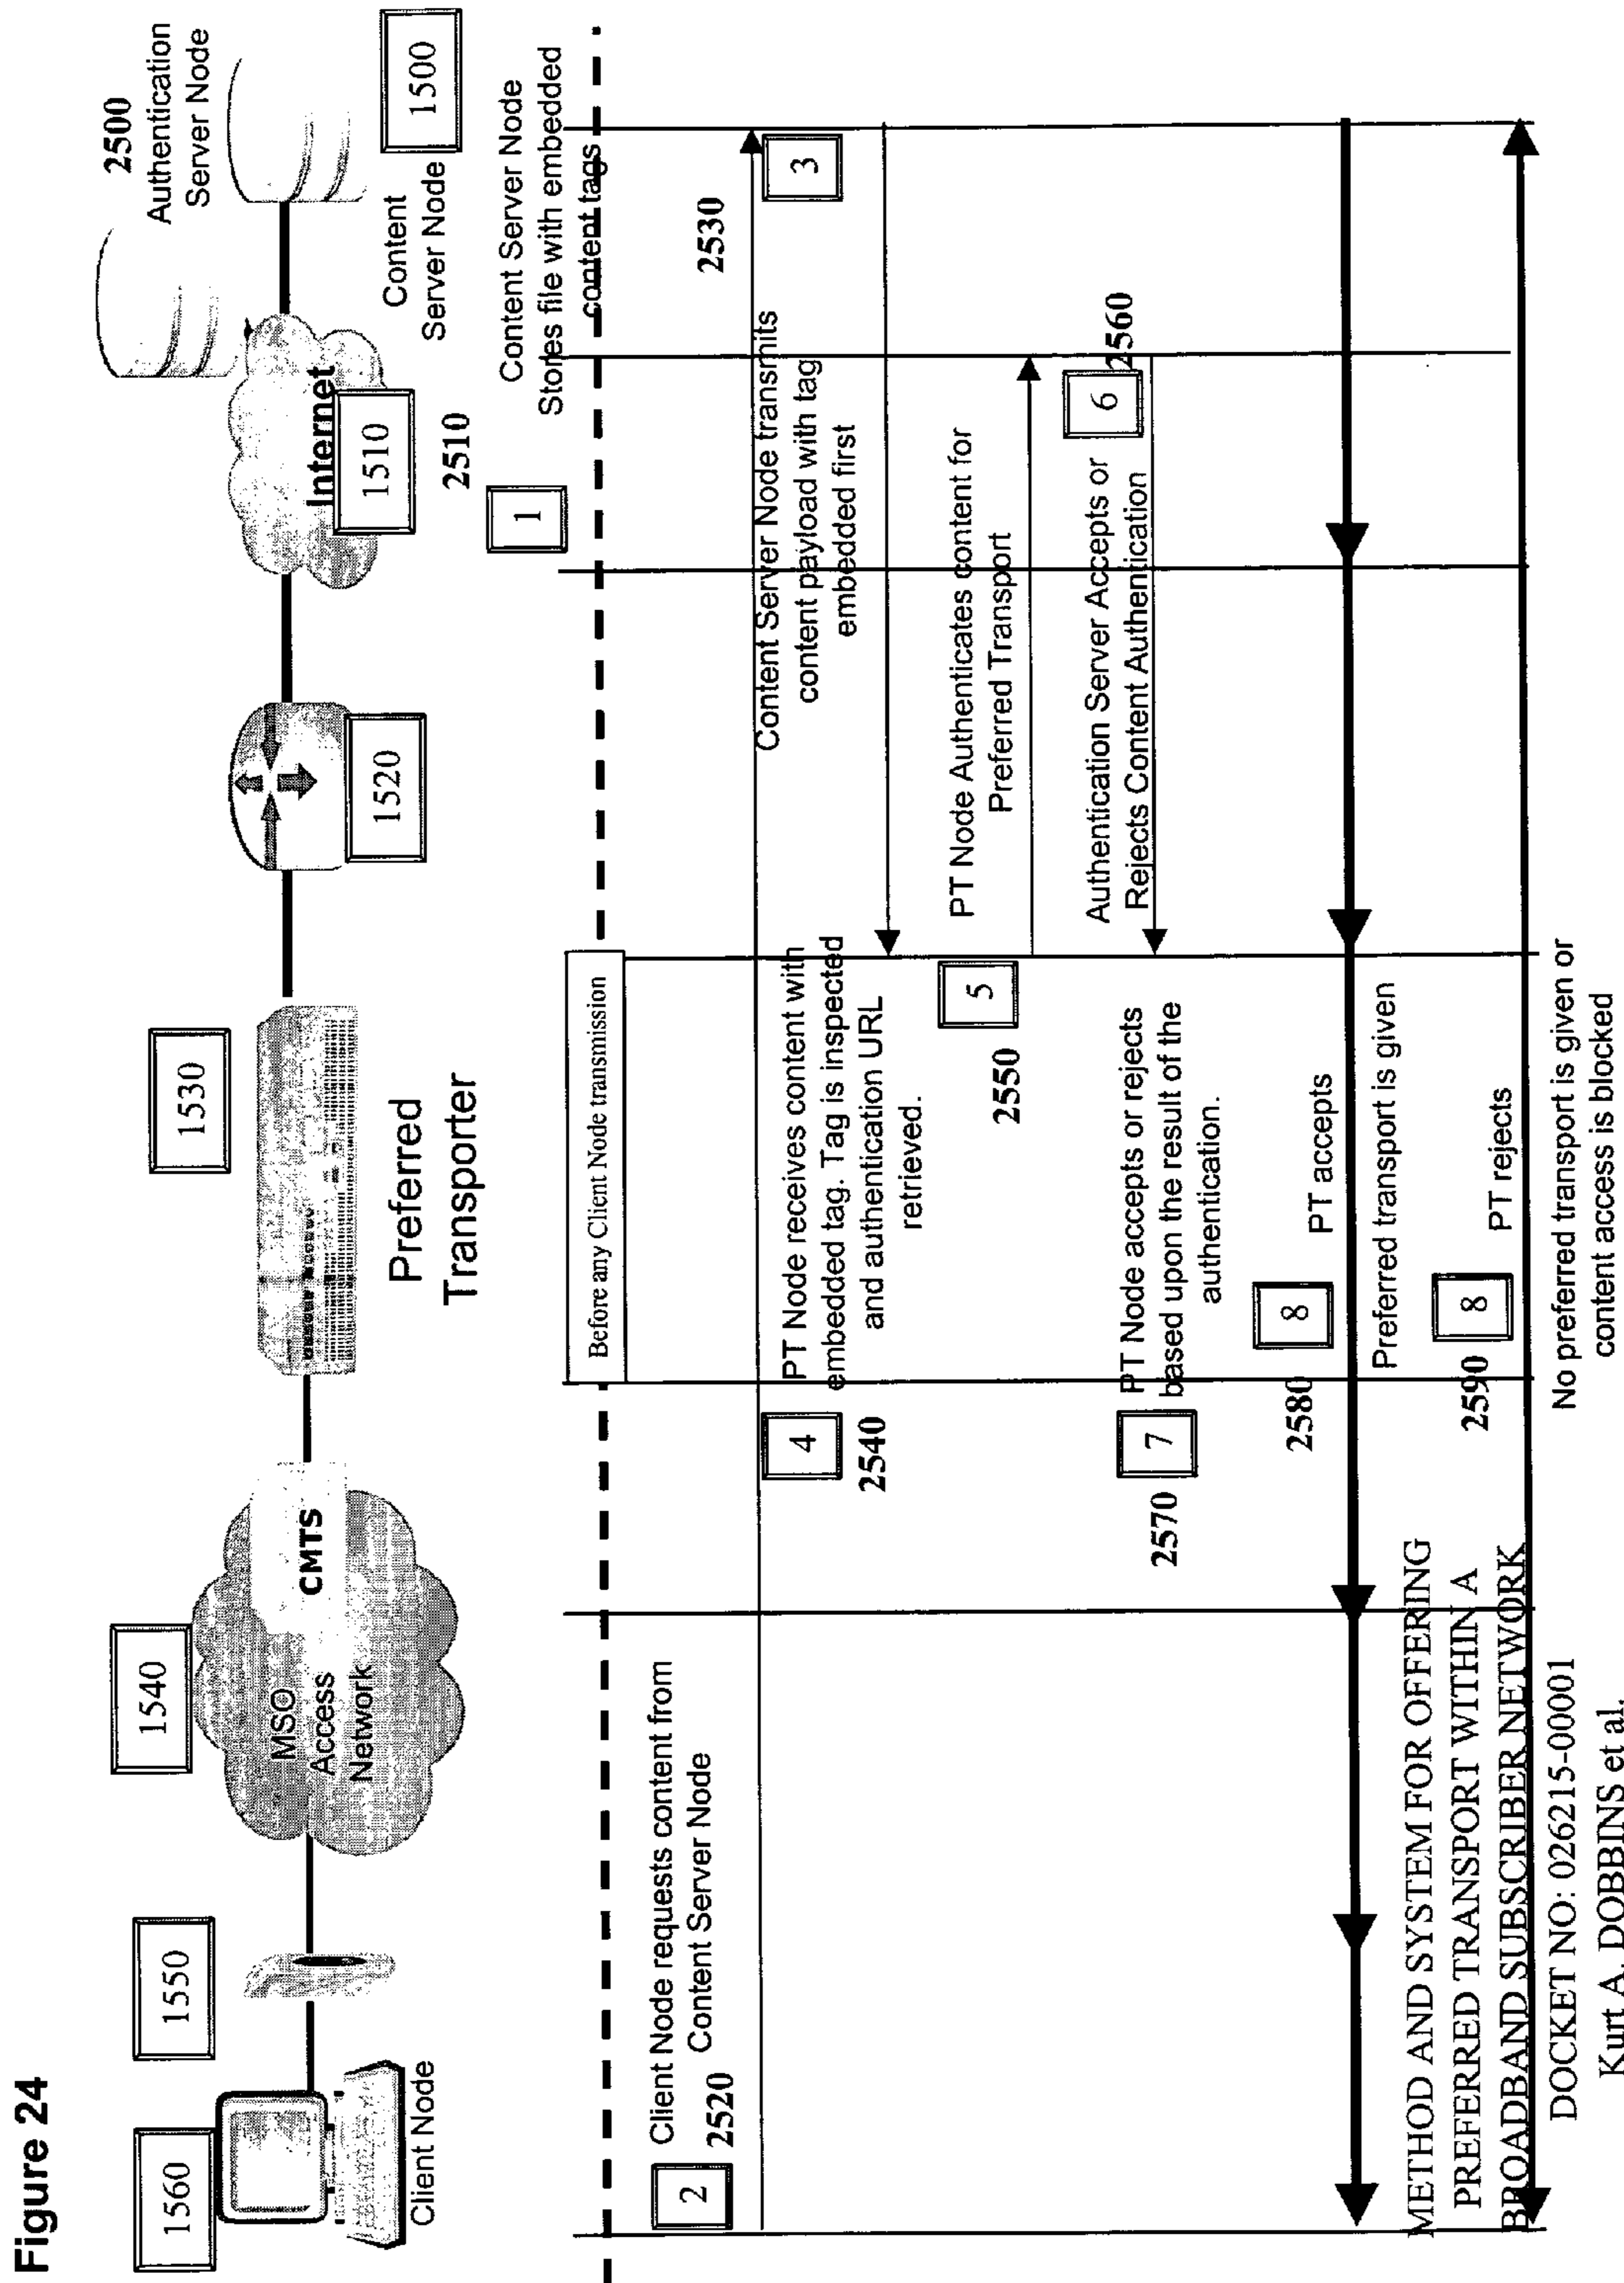 Figure 24
1560
Client Node
1550
1540
MSO
Access
Network
CMTS
1530
Preferred
Transporter
1520
Internet
1510
2500
Authentication
Server Node
1500
Content
Server Node
2510
1
Content Server Node
Stores file with embedded
content tags
Before any Client Node transmission
2
Client Node requests content from
Content Server Node
2520
2530
3
Content Server Node transmits
content payload with tag
embedded first
4
2540
PT Node receives content with
embedded tag. Tag is inspected
and authentication URL
retrieved.
5
2550
PT Node Authenticates content for
Preferred Transport
6
2560
Authentication Server Accepts or
Rejects Content Authentication
7
2570
PT Node accepts or rejects
based upon the result of the
authentication.
8
2580
PT accepts
Preferred transport is given
8
2590
PT rejects
No preferred transport is given or
content access is blocked
METHOD AND SYSTEM FOR OFFERING
PREFERRED TRANSPORT WITHIN A
BROADBAND SUBSCRIBER NETWORK
DOCKET NO: 026215-00001
Kurt A. DOBBINS et al.